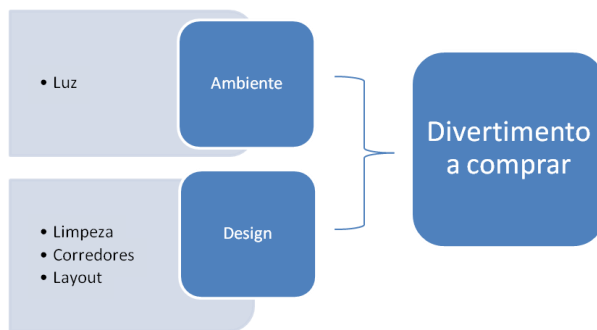 • Luz
Ambiente
• Limpeza
• Corredores
• Layout
Design
Divertimento
a comprar